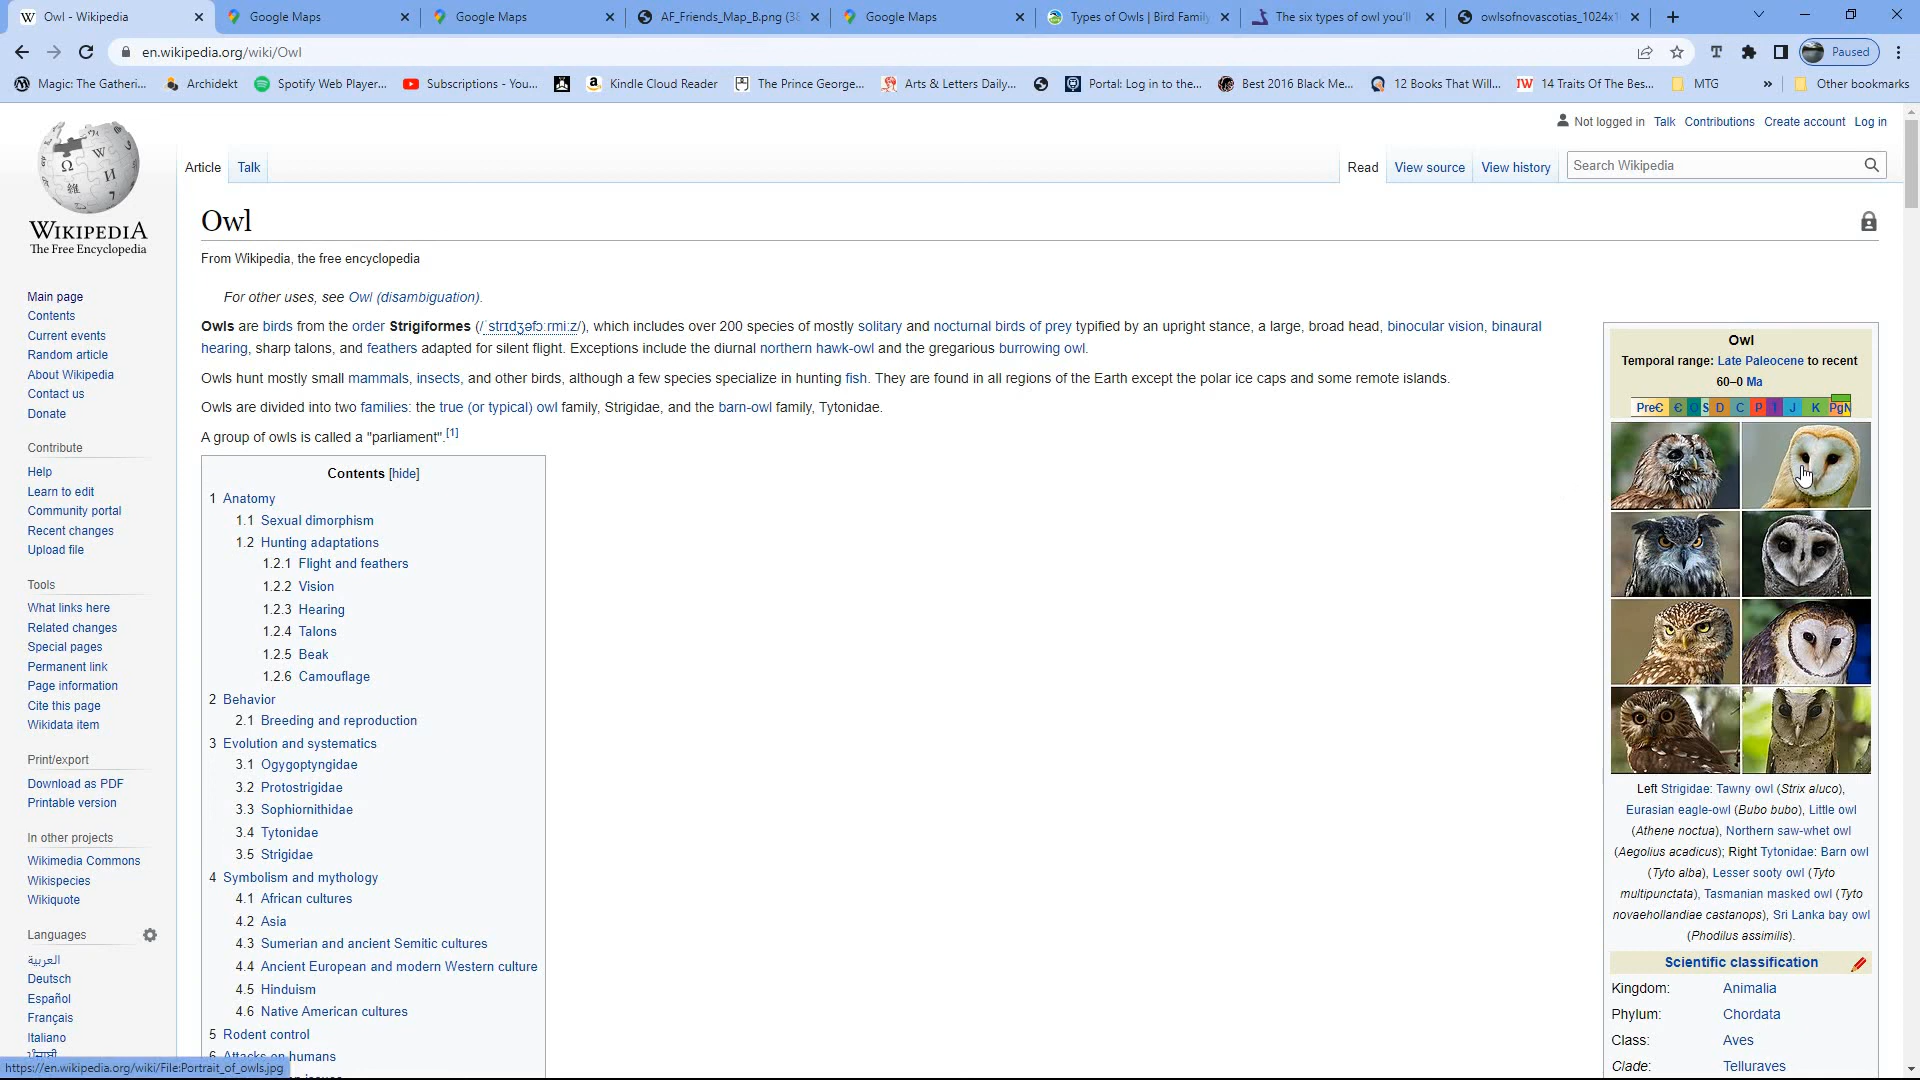 Owl - Wikipedia
Google Maps
Google Maps
AF_Friends_Map_B.png (38
Google Maps
Types of Owls | Bird Family
The six types of owl you'll
owlsofnovascotias_1024x1
en.wikipedia.org/wiki/Owl
Paused
Magic: The Gatheri...
Archidekt
Spotify Web Player...
Subscriptions - You...
Kindle Cloud Reader
The Prince George...
Arts & Letters Daily...
Portal: Log in to the...
Best 2016 Black Me...
12 Books That Will...
14 Traits Of The Bes...
MTG
»
Other bookmarks
WIKIPEDIA
The Free Encyclopedia
Not logged in Talk Contributions Create account Log in
Article Talk
Read View source View history
Search Wikipedia
Main page
Contents
Current events
Random article
About Wikipedia
Contact us
Donate
Contribute
Help
Learn to edit
Community portal
Recent changes
Upload file
Tools
What links here
Related changes
Special pages
Permanent link
Page information
Cite this page
Wikidata item
Print/export
Download as PDF
Printable version
In other projects
Wikimedia Commons
Wikispecies
Wikiquote
Languages
العربية
Deutsch
Español
Français
Italiano
https://en.wikipedia.org/wiki/File:Portrait_of_owls.jpg
Owl
From Wikipedia, the free encyclopedia
For other uses, see Owl (disambiguation).
Owls are birds from the order Strigiformes (/ˈstrɪdʒəfɔːrmiːz/), which includes over 200 species of mostly solitary and nocturnal birds of prey typified by an upright stance, a large, broad head, binocular vision, binaural
hearing, sharp talons, and feathers adapted for silent flight. Exceptions include the diurnal northern hawk-owl and the gregarious burrowing owl.
Owls hunt mostly small mammals, insects, and other birds, although a few species specialize in hunting fish. They are found in all regions of the Earth except the polar ice caps and some remote islands.
Owls are divided into two families: the true (or typical) owl family, Strigidae, and the barn-owl family, Tytonidae.
A group of owls is called a "parliament".[1]
Contents [hide]
1 Anatomy
1.1 Sexual dimorphism
1.2 Hunting adaptations
1.2.1 Flight and feathers
1.2.2 Vision
1.2.3 Hearing
1.2.4 Talons
1.2.5 Beak
1.2.6 Camouflage
2 Behavior
2.1 Breeding and reproduction
3 Evolution and systematics
3.1 Ogygoptyngidae
3.2 Protostrigidae
3.3 Sophiornithidae
3.4 Tytonidae
3.5 Strigidae
4 Symbolism and mythology
4.1 African cultures
4.2 Asia
4.3 Sumerian and ancient Semitic cultures
4.4 Ancient European and modern Western culture
4.5 Hinduism
4.6 Native American cultures
5 Rodent control
6 Attacks on humans
Owl
Temporal range: Late Paleocene to recent
60–0 Ma
PreЄ Є O S D C P T J K PgN
Left Strigidae: Tawny owl (Strix aluco),
Eurasian eagle-owl (Bubo bubo), Little owl
(Athene noctua), Northern saw-whet owl
(Aegolius acadicus); Right Tytonidae: Barn owl
(Tyto alba), Lesser sooty owl (Tyto
multipunctata), Tasmanian masked owl (Tyto
novaehollandiae castanops), Sri Lanka bay owl
(Phodilus assimilis).
Scientific classification
Kingdom: Animalia
Phylum: Chordata
Class: Aves
Clade: Telluraves